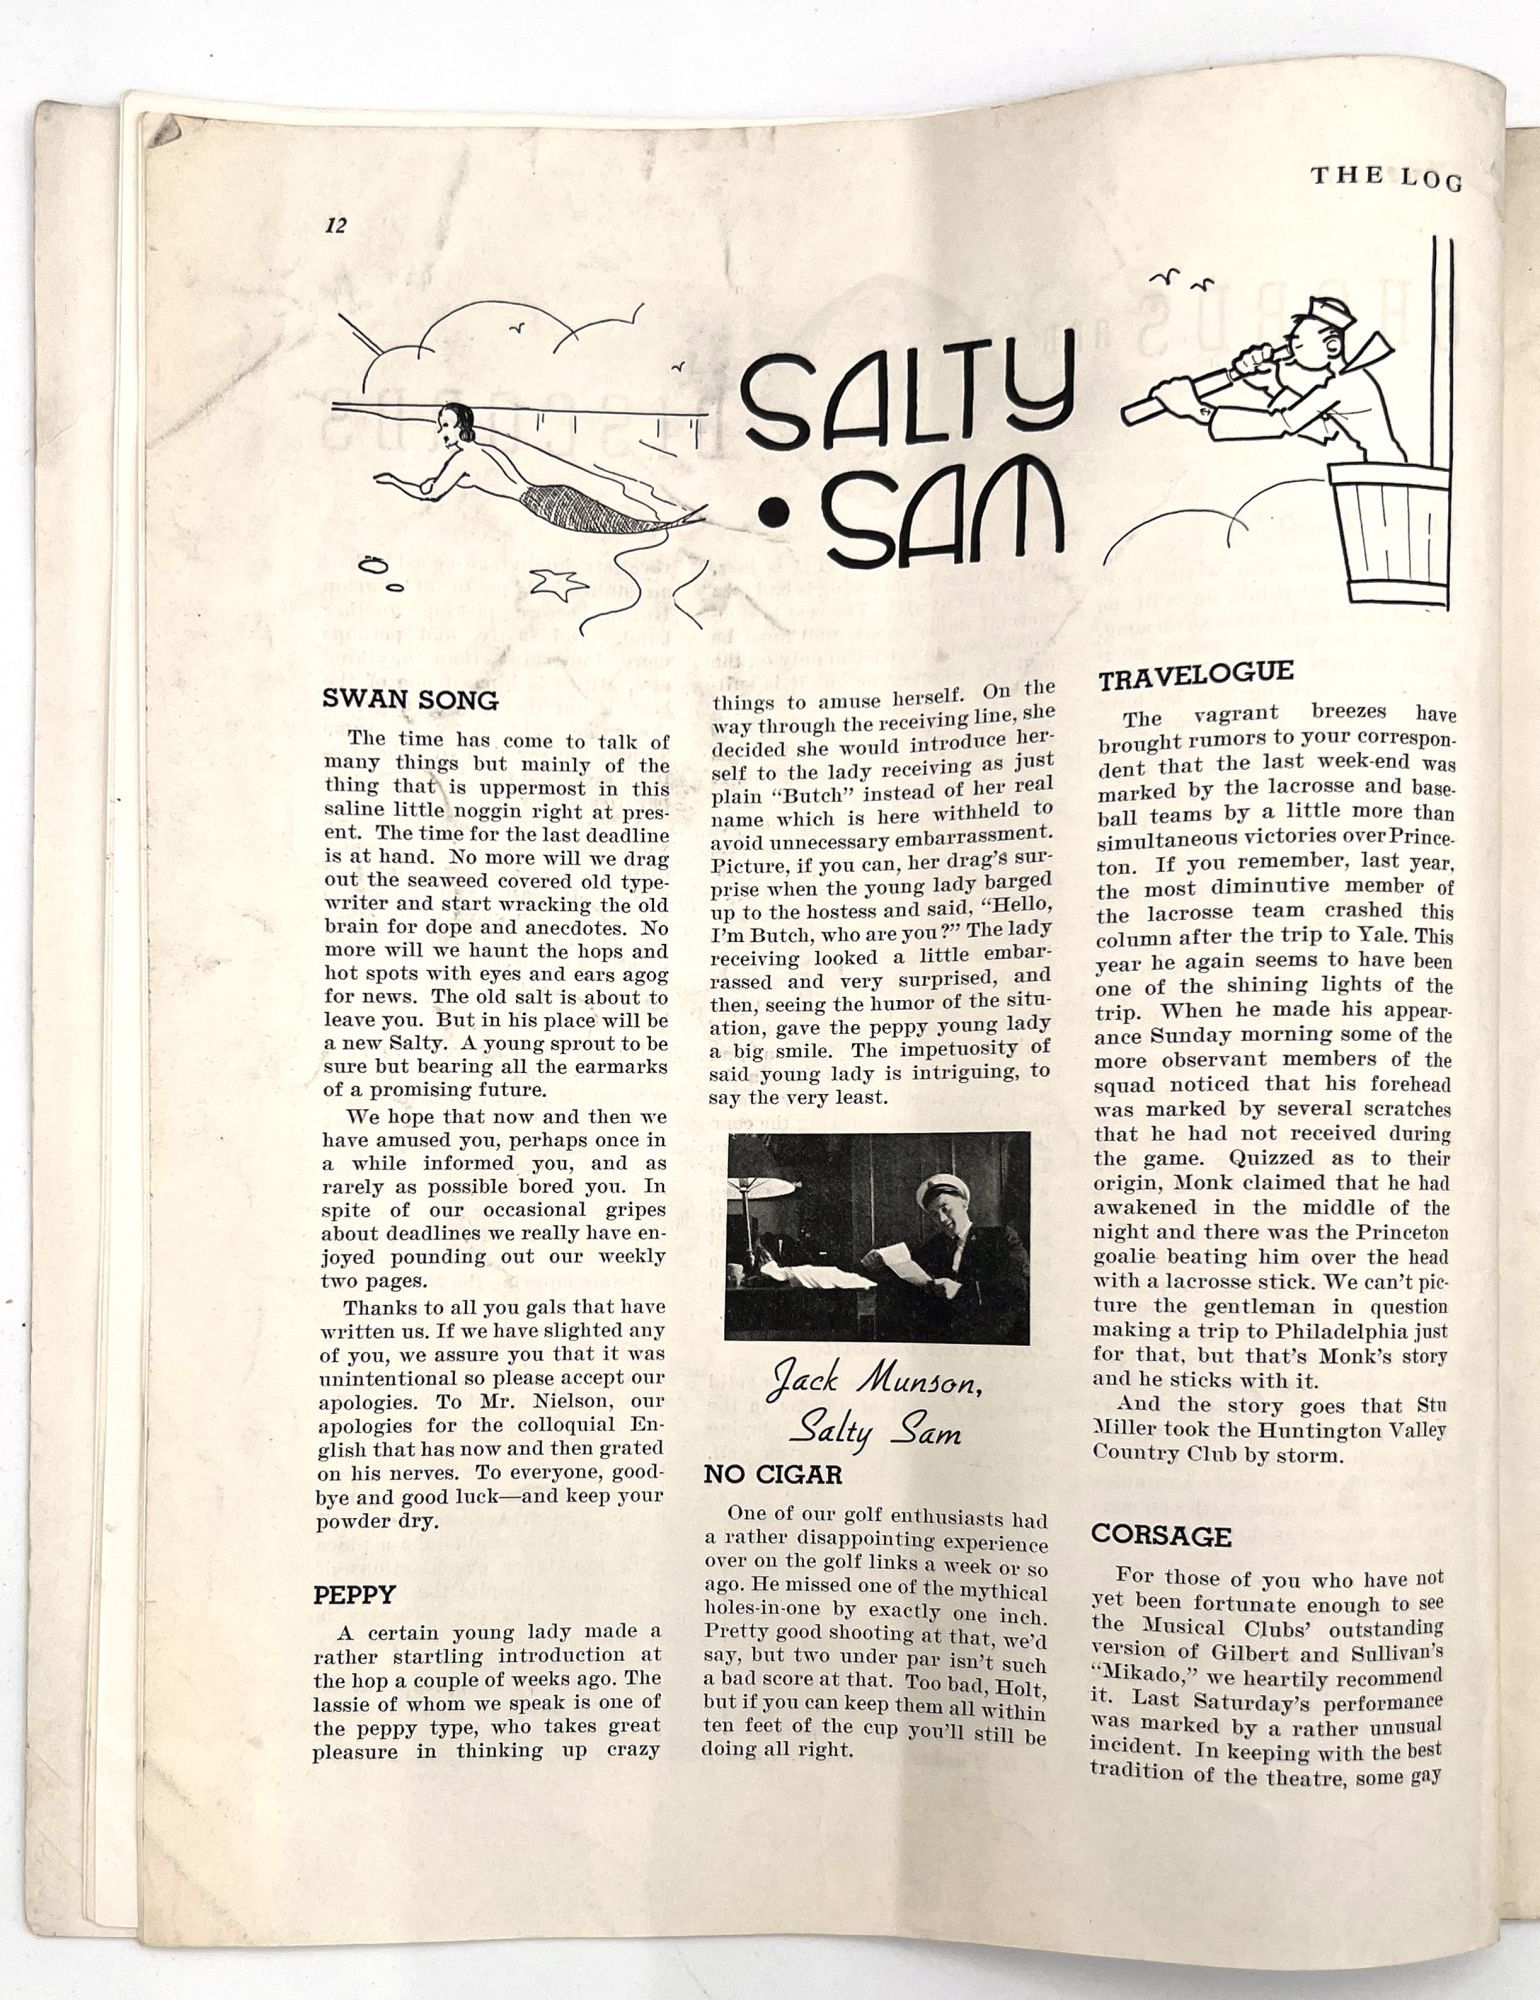 THE LOG
12
SALTY
• SAM
SWAN SONG
The time has come to talk of
many things but mainly of the
thing that is uppermost in this
saline little noggin right at pres-
ent. The time for the last deadline
is at hand. No more will we drag
out the seaweed covered old type-
writer and start wracking the old
brain for dope and anecdotes. No
more will we haunt the hops and
hot spots with eyes and ears agog
for news. The old salt is about to
leave you. But in his place will be
a new Salty. A young sprout to be
sure but bearing all the earmarks
of a promising future.
We hope that now and then we
have amused you, perhaps once in
a while informed you, and as
rarely as possible bored you. In
spite of our occasional gripes
about deadlines we really have en-
joyed pounding out our weekly
two pages.
Thanks to all you gals that have
written us. If we have slighted any
of you, we assure you that it was
unintentional so please accept our
apologies. To Mr. Nielson, our
apologies for the colloquial En-
glish that has now and then grated
on his nerves. To everyone, good-
bye and good luck—and keep your
powder dry.
PEPPY
A certain young lady made a
rather startling introduction at
the hop a couple of weeks ago. The
lassie of whom we speak is one of
the peppy type, who takes great
pleasure in thinking up crazy
things to amuse herself. On the
way through the receiving line, she
decided she would introduce her-
self to the lady receiving as just
plain "Butch" instead of her real
name which is here withheld to
avoid unnecessary embarrassment.
Picture, if you can, her drag's sur-
prise when the young lady barged
up to the hostess and said, "Hello,
I'm Butch, who are you?" The lady
receiving looked a little embar-
rassed and very surprised, and
then, seeing the humor of the situ-
ation, gave the peppy young lady
a big smile. The impetuosity of
said young lady is intriguing, to
say the very least.
Jack Munson,
Salty Sam
NO CIGAR
One of our golf enthusiasts had
a rather disappointing experience
over on the golf links a week or so
ago. He missed one of the mythical
holes-in-one by exactly one inch.
Pretty good shooting at that, we'd
say, but two under par isn't such
a bad score at that. Too bad, Holt,
but if you can keep them all within
ten feet of the cup you'll still be
doing all right.
TRAVELOGUE
The vagrant breezes have
brought rumors to your correspon-
dent that the last week-end was
marked by the lacrosse and base-
ball teams by a little more than
simultaneous victories over Prince-
ton. If you remember, last year,
the most diminutive member of
the lacrosse team crashed this
column after the trip to Yale. This
year he again seems to have been
one of the shining lights of the
trip. When he made his appear-
ance Sunday morning some of the
more observant members of the
squad noticed that his forehead
was marked by several scratches
that he had not received during
the game. Quizzed as to their
origin, Monk claimed that he had
awakened in the middle of the
night and there was the Princeton
goalie beating him over the head
with a lacrosse stick. We can't pic-
ture the gentleman in question
making a trip to Philadelphia just
for that, but that's Monk's story
and he sticks with it.
And the story goes that Stu
Miller took the Huntington Valley
Country Club by storm.
CORSAGE
For those of you who have not
yet been fortunate enough to see
the Musical Clubs' outstanding
version of Gilbert and Sullivan's
"Mikado," we heartily recommend
it. Last Saturday's performance
was marked by a rather unusual
incident. In keeping with the best
tradition of the theatre, some gay